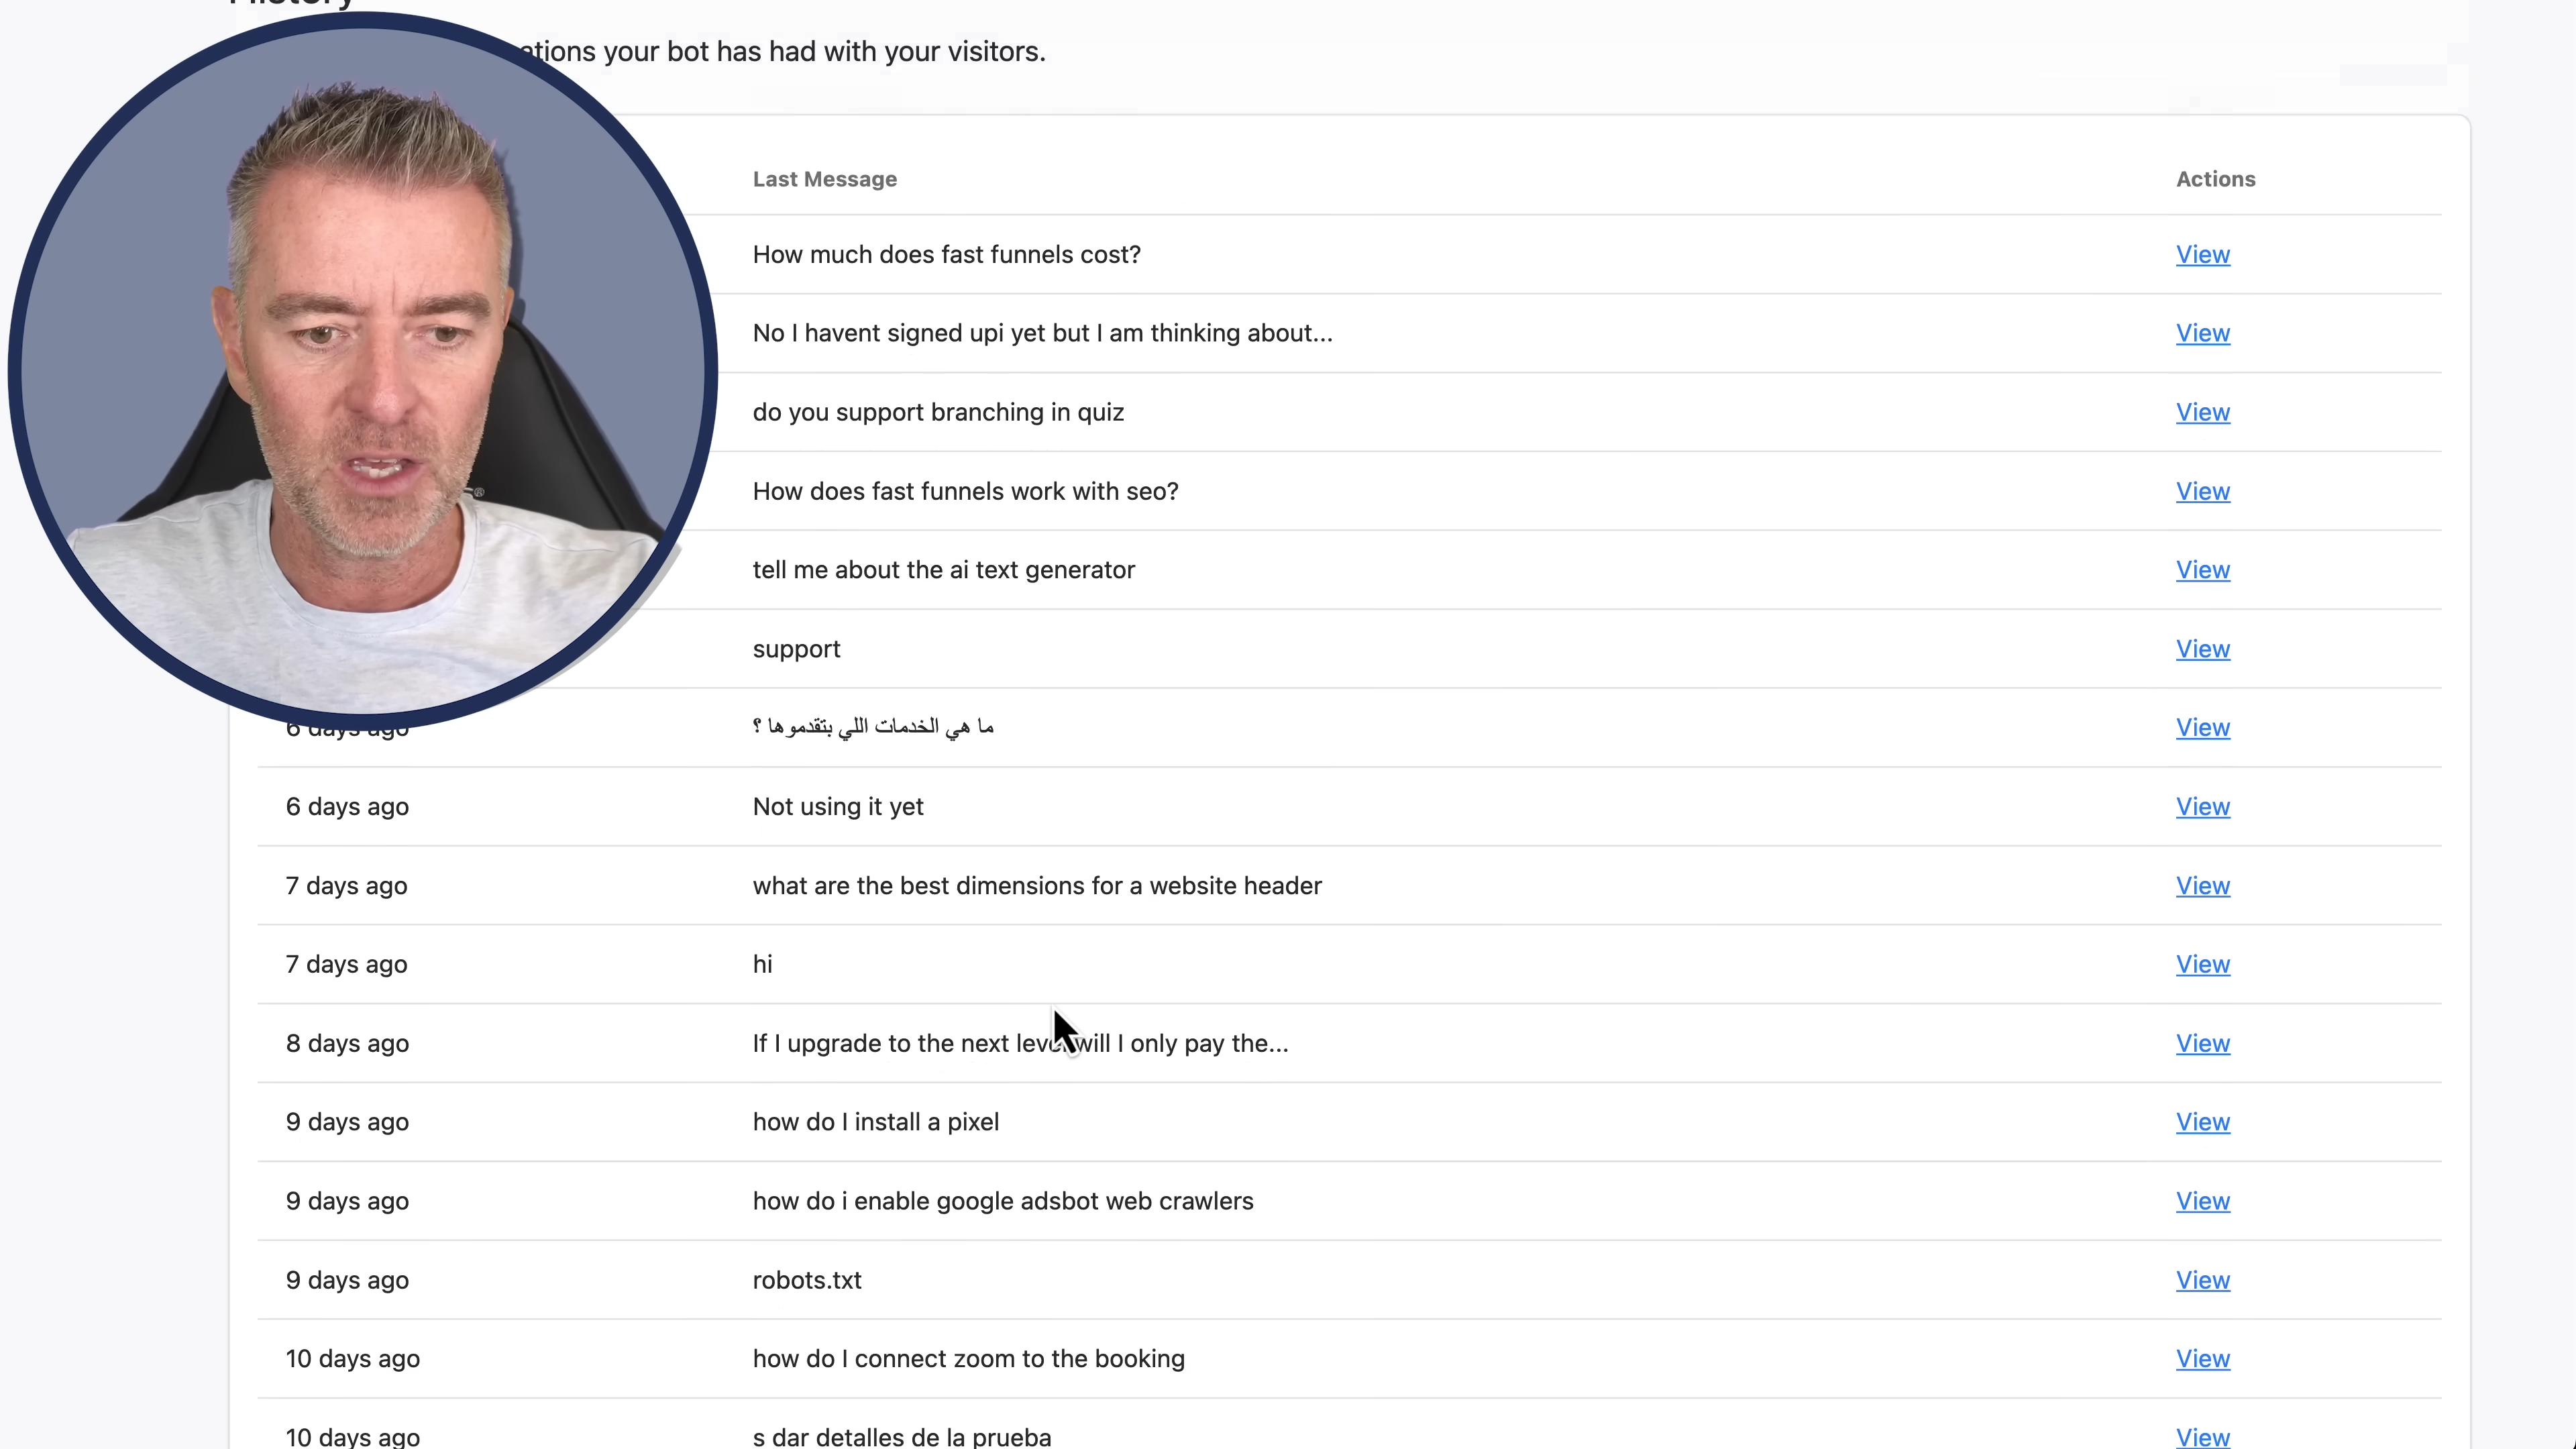 ations your bot has had with your visitors.
Last Message Actions
How much does fast funnels cost? View
No I havent signed upi yet but I am thinking about... View
do you support branching in quiz View
How does fast funnels work with seo? View
tell me about the ai text generator View
support View
6 days ago ما هي الخدمات اللي بتقدموها ؟ View
6 days ago Not using it yet View
7 days ago what are the best dimensions for a website header View
7 days ago hi View
8 days ago If I upgrade to the next level will I only pay the... View
9 days ago how do I install a pixel View
9 days ago how do i enable google adsbot web crawlers View
9 days ago robots.txt View
10 days ago how do I connect zoom to the booking View
10 days ago s dar detalles de la prueba View